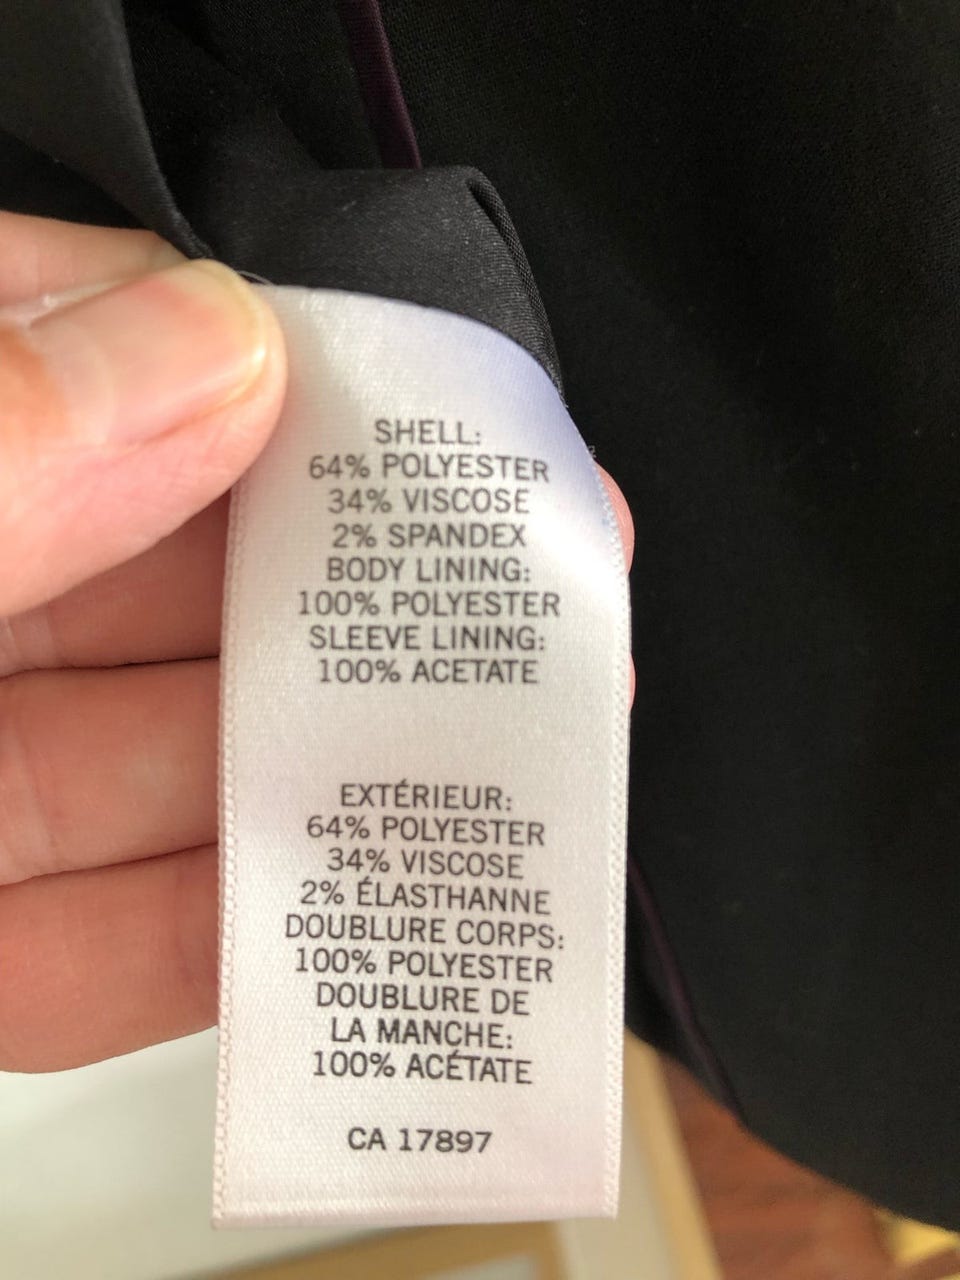 SHELL:
64% POLYESTER
34% VISCOSE
2% SPANDEX
BODY LINING:
100% POLYESTER
SLEEVE LINING:
100% ACETATE
EXTÉRIEUR:
64% POLYESTER
34% VISCOSE
2% ÉLASTHANNE
DOUBLURE CORPS:
100% POLYESTER
DOUBLURE DE
LA MANCHE:
100% ACÉTATE
CA 17897